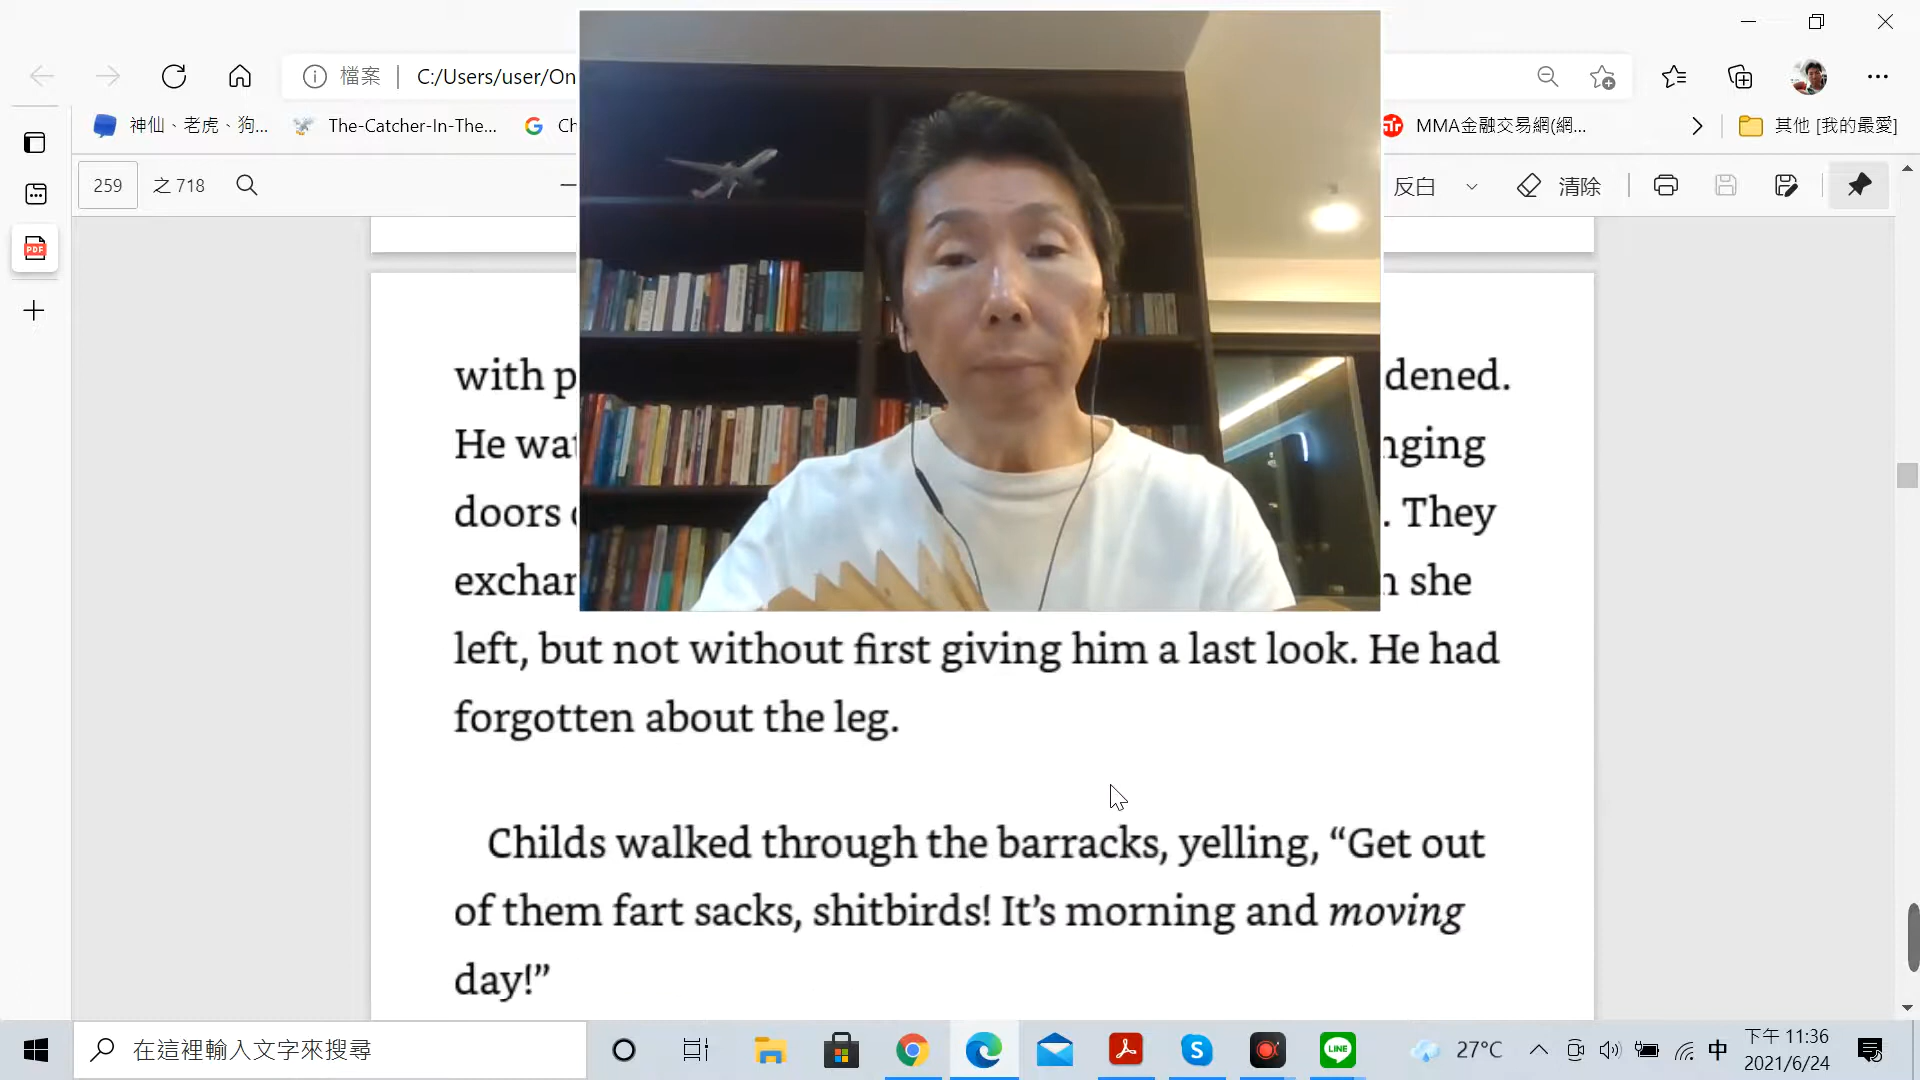 檔案
C:/Users/user/On
神仙、老虎、狗...
The-Catcher-In-The...
Ch
MMA金融交易網(網...
其他 [我的最愛]
259
之 718
反白
清除
PDF
with p
dened.
He wa
nging
doors
. They
exchan
she
left, but not without first giving him a last look. He had
forgotten about the leg.
Childs walked through the barracks, yelling, “Get out
of them fart sacks, shitbirds! It’s morning and moving
day!”
在這裡輸入文字來搜尋
LINE
27°C
中
下午 11:36
2021/6/24